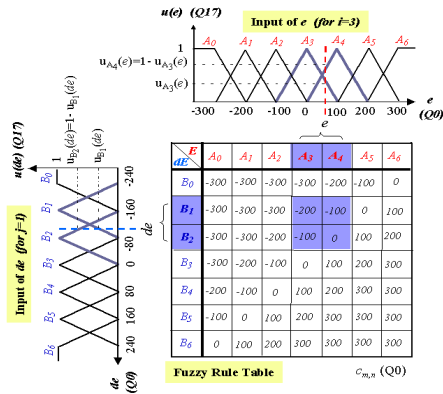 u(e) (Q17)
Input of e (for i=3)
1
A0 A1 A2 A3 A4 A5 A6
uA4(e)=1 - uA3(e)
uA3(e)
-300 -200 -100 0 100 200 300
e
(Q0)
e
u(de) (Q17)
1
uB2(de)=1- uB1(de)
uB1(de)
Input of de (for j=1)
B0
B1
B2
B3
B4
B5
B6
-240
-160
-80
0
80
160
240
de
(Q0)
de
E
dE
A0 A1 A2 A3 A4 A5 A6
B0 -300 -300 -300 -300 -200 -100 0
B1 -300 -300 -300 -200 -100 0 100
B2 -300 -300 -200 -100 0 100 200
B3 -300 -200 -100 0 100 200 300
B4 -200 -100 0 100 200 300 300
B5 -100 0 100 200 300 300 300
B6 0 100 200 300 300 300 300
Fuzzy Rule Table
cm,n (Q0)